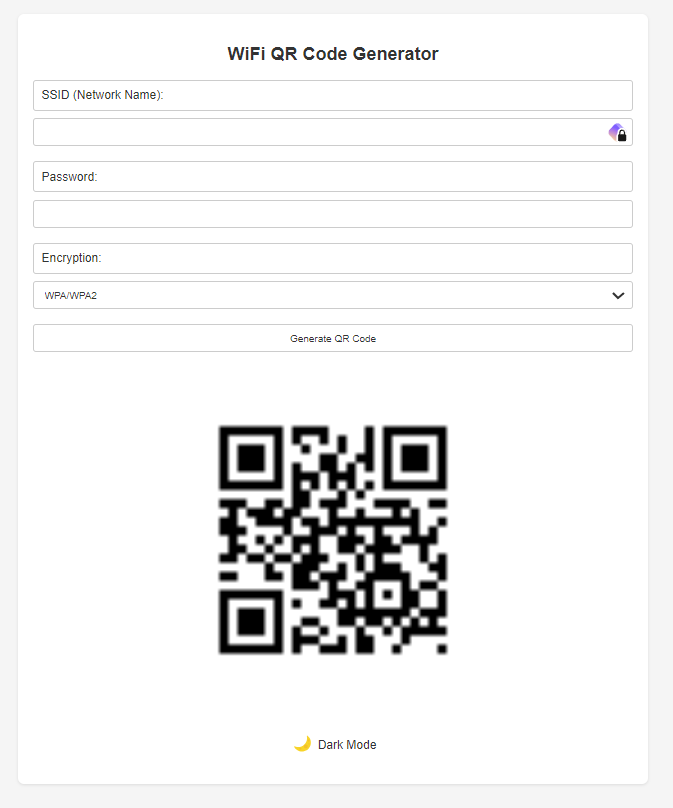 WiFi QR Code Generator
SSID (Network Name):
Password:
Encryption:
WPA/WPA2
Generate QR Code
Dark Mode